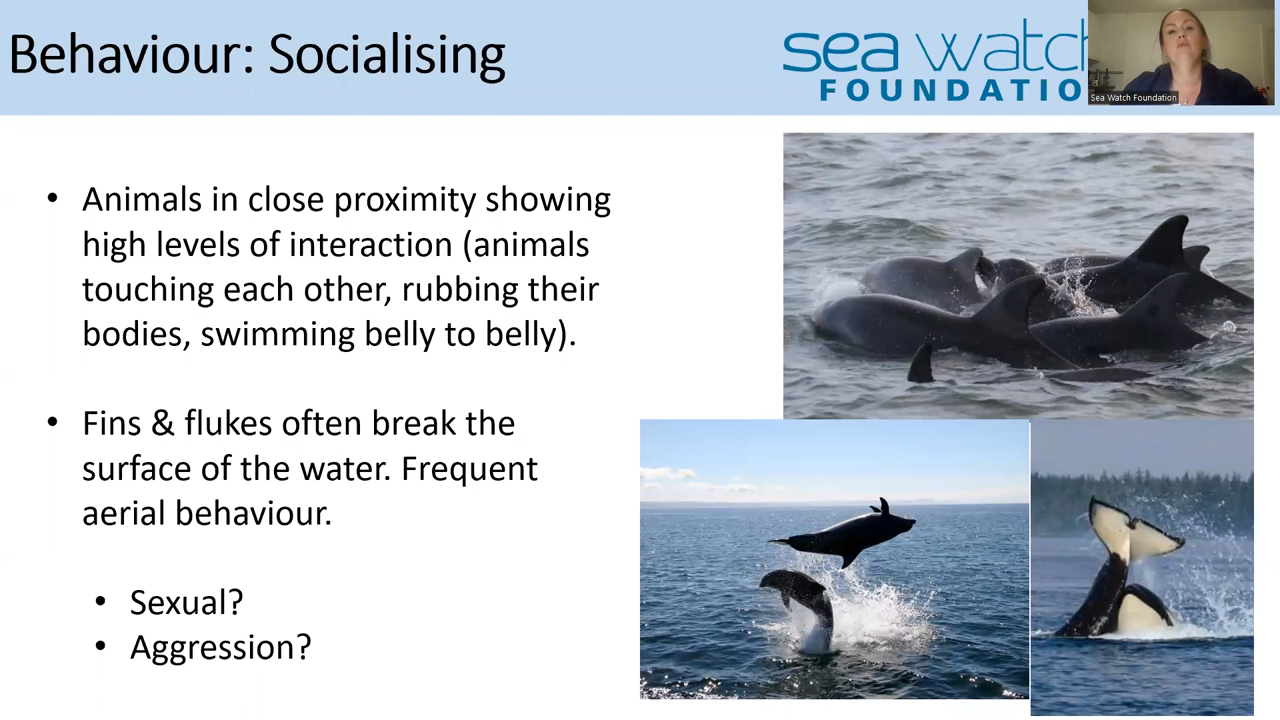 Behaviour: Socialising
sea watch
FOUNDATIO
Sea Watch Foundation
• Animals in close proximity showing
high levels of interaction (animals
touching each other, rubbing their
bodies, swimming belly to belly).
• Fins & flukes often break the
surface of the water. Frequent
aerial behaviour.
• Sexual?
• Aggression?